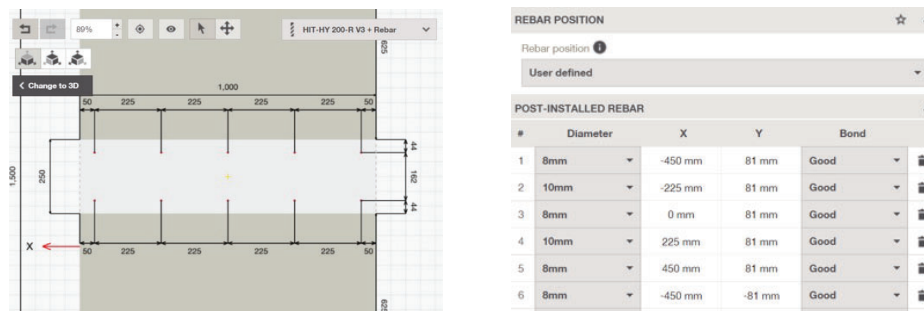 89%
+
-
HIT-HY 200-R V3 + Rebar
Change to 3D
625
1,000
50 225 225 225 225 50
44
1,500
250
162
44
X
50 225 225 225 225 50
625
REBAR POSITION
Rebar position i
User defined
POST-INSTALLED REBAR
# Diameter X Y Bond
1 8mm -450 mm 81 mm Good
2 10mm -225 mm 81 mm Good
3 8mm 0 mm 81 mm Good
4 10mm 225 mm 81 mm Good
5 8mm 450 mm 81 mm Good
6 8mm -450 mm -81 mm Good